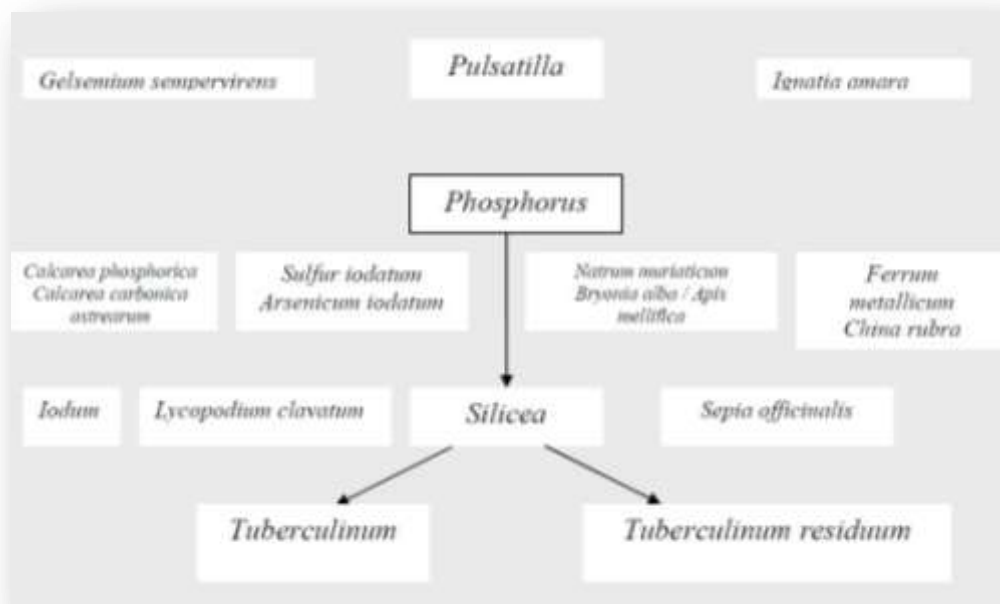 Gelsemium sempervirens
Pulsatilla
Ignatia amara
Phosphorus
Calcarea phosphorica
Calcarea carbonica
ostrearum
Sulfur iodatum
Arsenicum iodatum
Natrum muriaticum
Bryonia alba / Apis
mellifica
Ferrum
metallicum
China rubra
Iodum
Lycopodium clavatum
Silicea
Sepia officinalis
Tuberculinum
Tuberculinum residuum